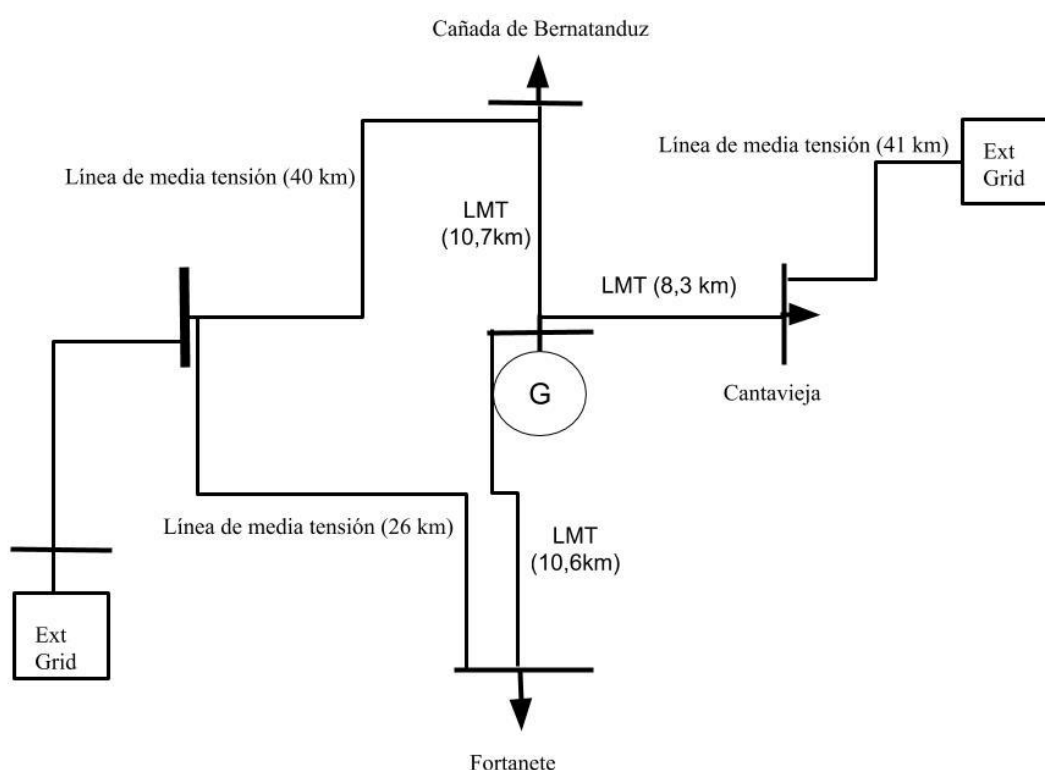 Cañada de Bernatanduz
Línea de media tensión (41 km)
Ext
Grid
Línea de media tensión (40 km)
LMT
(10,7km)
LMT (8,3 km)
G
Cantavieja
Línea de media tensión (26 km)
LMT
(10,6km)
Ext
Grid
Fortanete